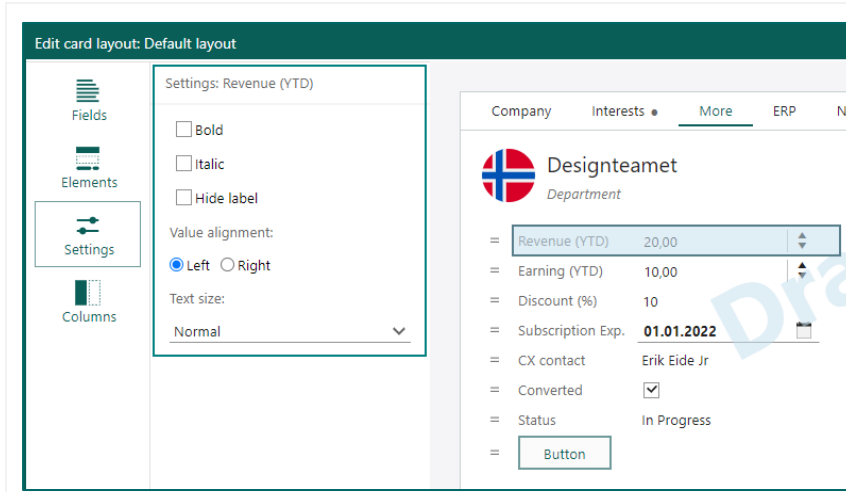 Edit card layout: Default layout
Fields
Elements
Settings
Columns
Settings: Revenue (YTD)
Bold
Italic
Hide label
Value alignment:
Left Right
Text size:
Normal
Company Interests • More ERP N
Designteamet
Department
= Revenue (YTD) 20,00
= Earning (YTD) 10,00
= Discount (%) 10
= Subscription Exp. 01.01.2022
= CX contact Erik Eide Jr
= Converted
= Status In Progress
= Button
Dra